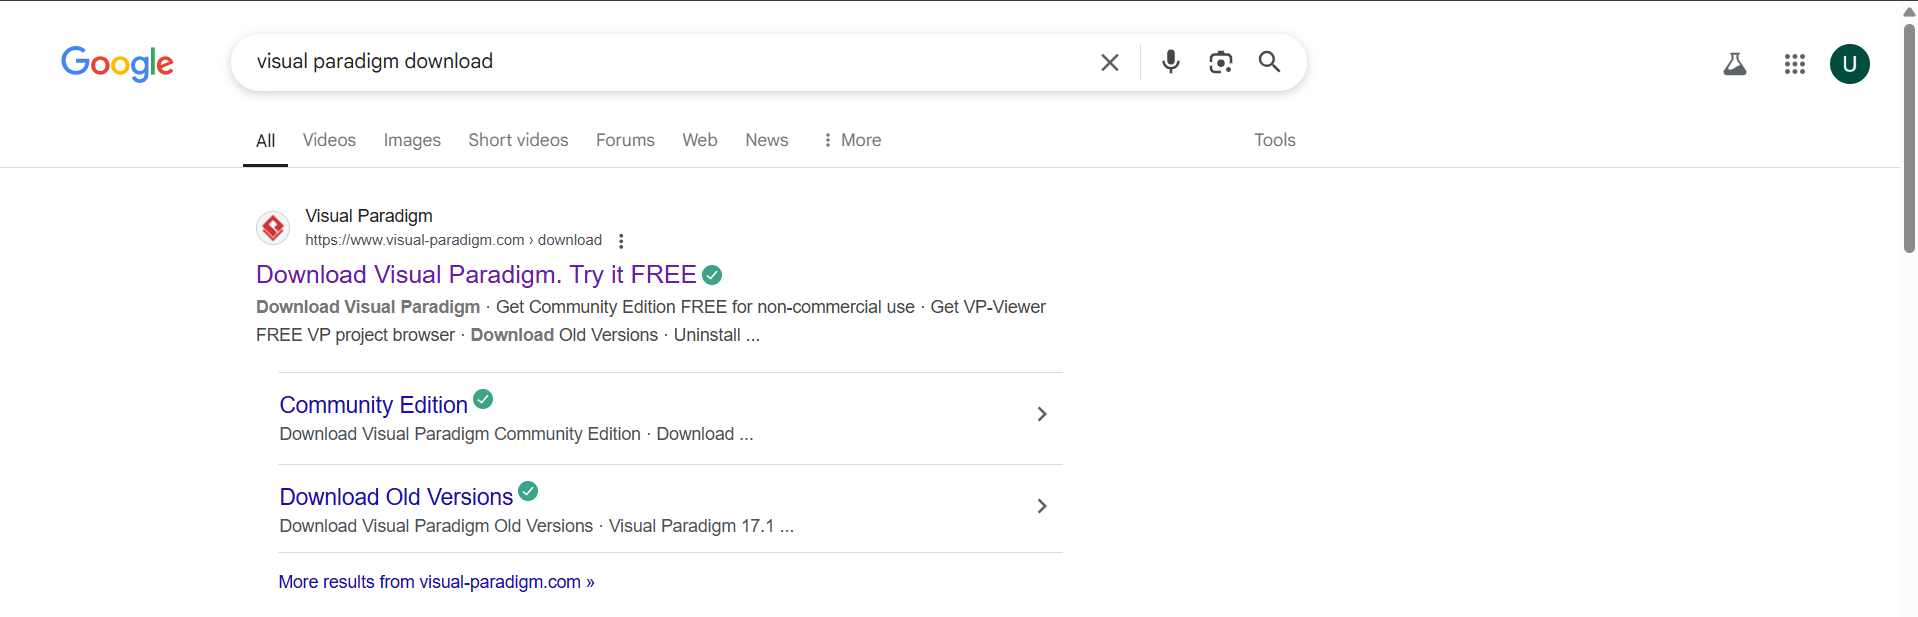 Google
visual paradigm download
U
All
Videos
Images
Short videos
Forums
Web
News
More
Tools
Visual Paradigm
https://www.visual-paradigm.com › download
Download Visual Paradigm. Try it FREE
Download Visual Paradigm · Get Community Edition FREE for non-commercial use · Get VP-Viewer
FREE VP project browser · Download Old Versions · Uninstall ...
Community Edition
Download Visual Paradigm Community Edition · Download ...
Download Old Versions
Download Visual Paradigm Old Versions · Visual Paradigm 17.1 ...
More results from visual-paradigm.com »